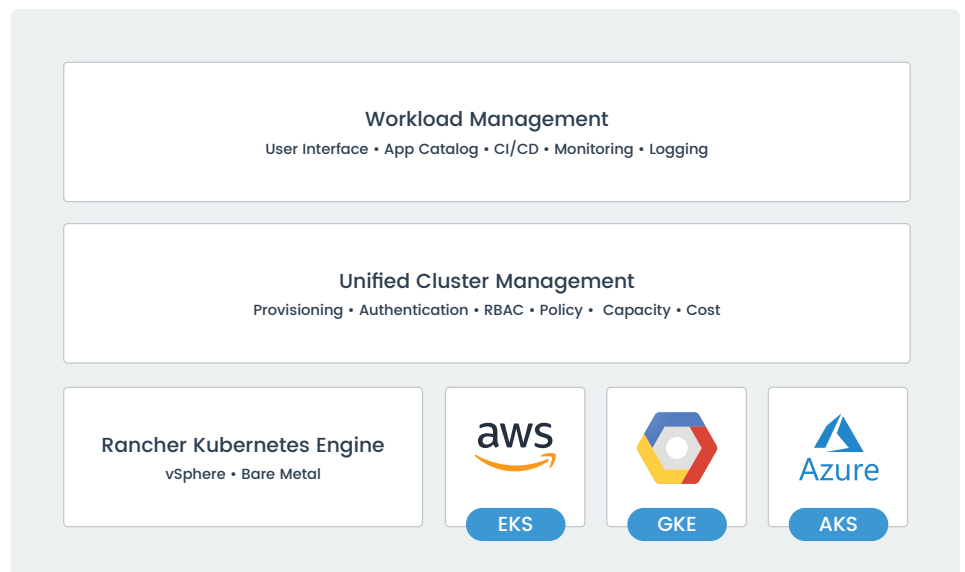 Workload Management
User Interface • App Catalog • CI/CD • Monitoring • Logging
Unified Cluster Management
Provisioning • Authentication • RBAC • Policy •  Capacity • Cost
Rancher Kubernetes Engine
vSphere • Bare Metal
aws
Azure
EKS
GKE
AKS